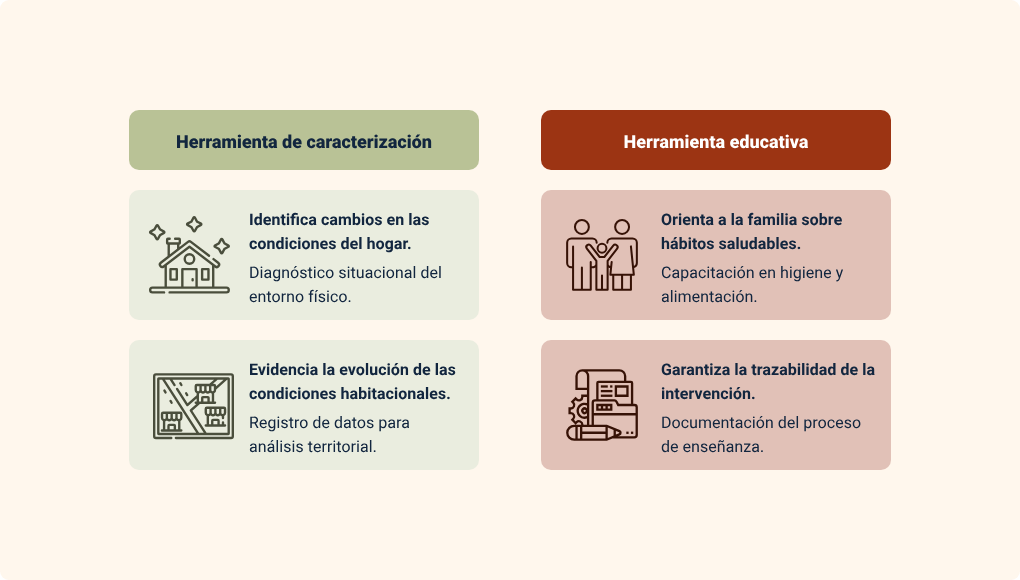 Herramienta de caracterización
Identifica cambios en las
condiciones del hogar.
Diagnóstico situacional del
entorno físico.
Evidencia la evolución de las
condiciones habitacionales.
Registro de datos para
análisis territorial.
Herramienta educativa
Orienta a la familia sobre
hábitos saludables.
Capacitación en higiene y
alimentación.
Garantiza la trazabilidad de la
intervención.
Documentación del proceso
de enseñanza.